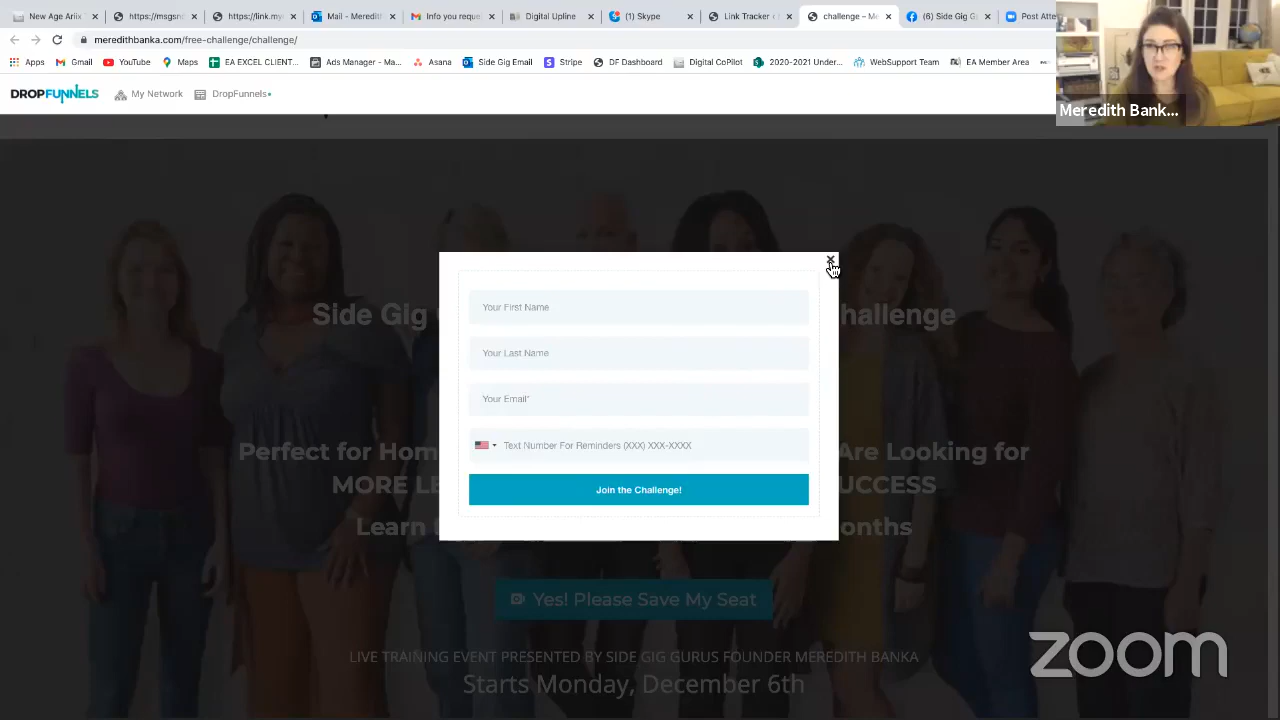 New Age Ariix T
https://msgsnd
https://link.my
Mail - Meredith
Info you reque
Digital Upline
(1) Skype
Link Tracker
challenge – Me
(6) Side Gig G
Post Atte
meredithbanka.com/free-challenge/challenge/
Apps
Gmail
YouTube
Maps
EA EXCEL CLIENT...
Ads Manager - Ma...
Asana
Side Gig Email
Stripe
DF Dashboard
Digital CoPilot
2020-2021 Under...
WebSupport Team
EA Member Area
DROPFUNNELS
My Network
DropFunnels
Meredith Bank...
Your First Name
Side Gig
hallenge
Your Last Name
Your Email*
Text Number For Reminders (XXX) XXX-XXXX
Perfect for Hom
Are Looking for
MORE LE
UCCESS
Join the Challenge!
Learn
onths
Yes! Please Save My Seat
LIVE TRAINING EVENT PRESENTED BY SIDE GIG GURUS FOUNDER MEREDITH BANKA
Starts Monday, December 6th
zoom